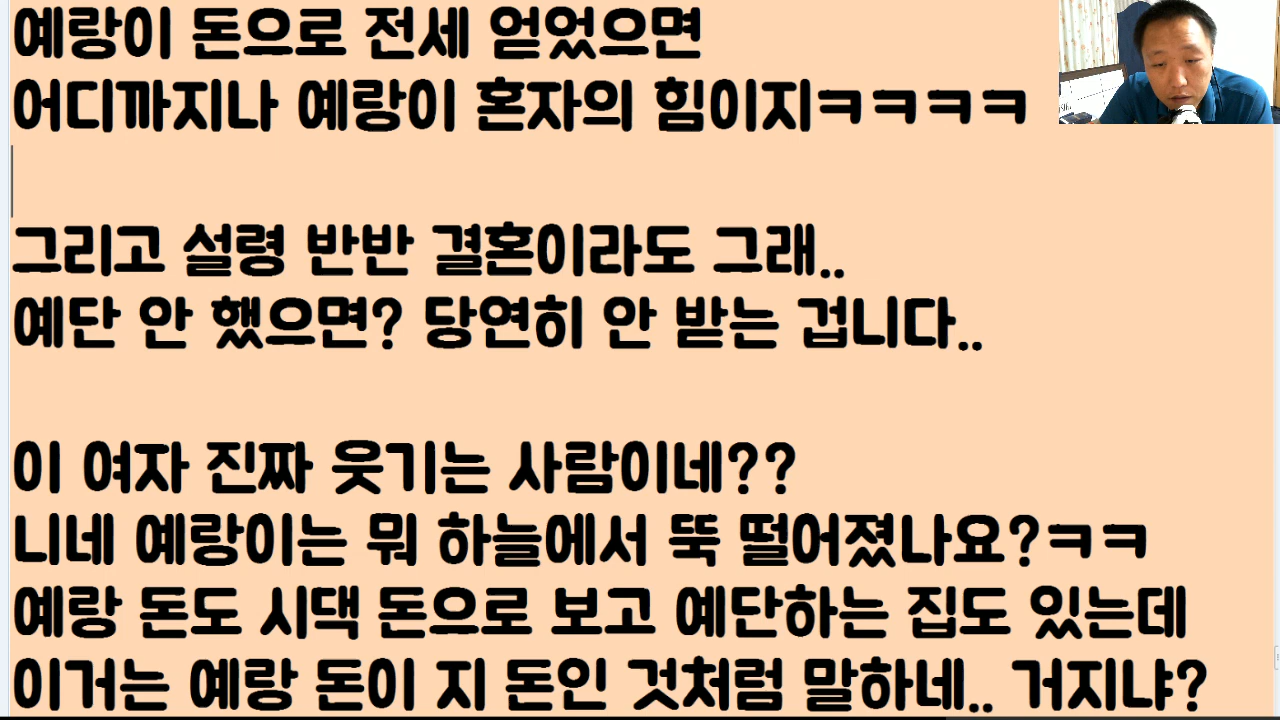 예랑이 돈으로 전세 얻었으면
어디까지나 예랑이 혼자의 힘이지ㅋㅋㅋㅋ
그리고 설령 반반 결혼이라도 그래..
예단 안 했으면? 당연히 안 받는 겁니다..
이 여자 진짜 웃기는 사람이네??
니네 예랑이는 뭐 하늘에서 뚝 떨어졌나요?ㅋㅋ
예랑 돈도 시댁 돈으로 보고 예단하는 집도 있는데
이거는 예랑 돈이 지 돈인 것처럼 말하네.. 거지냐?